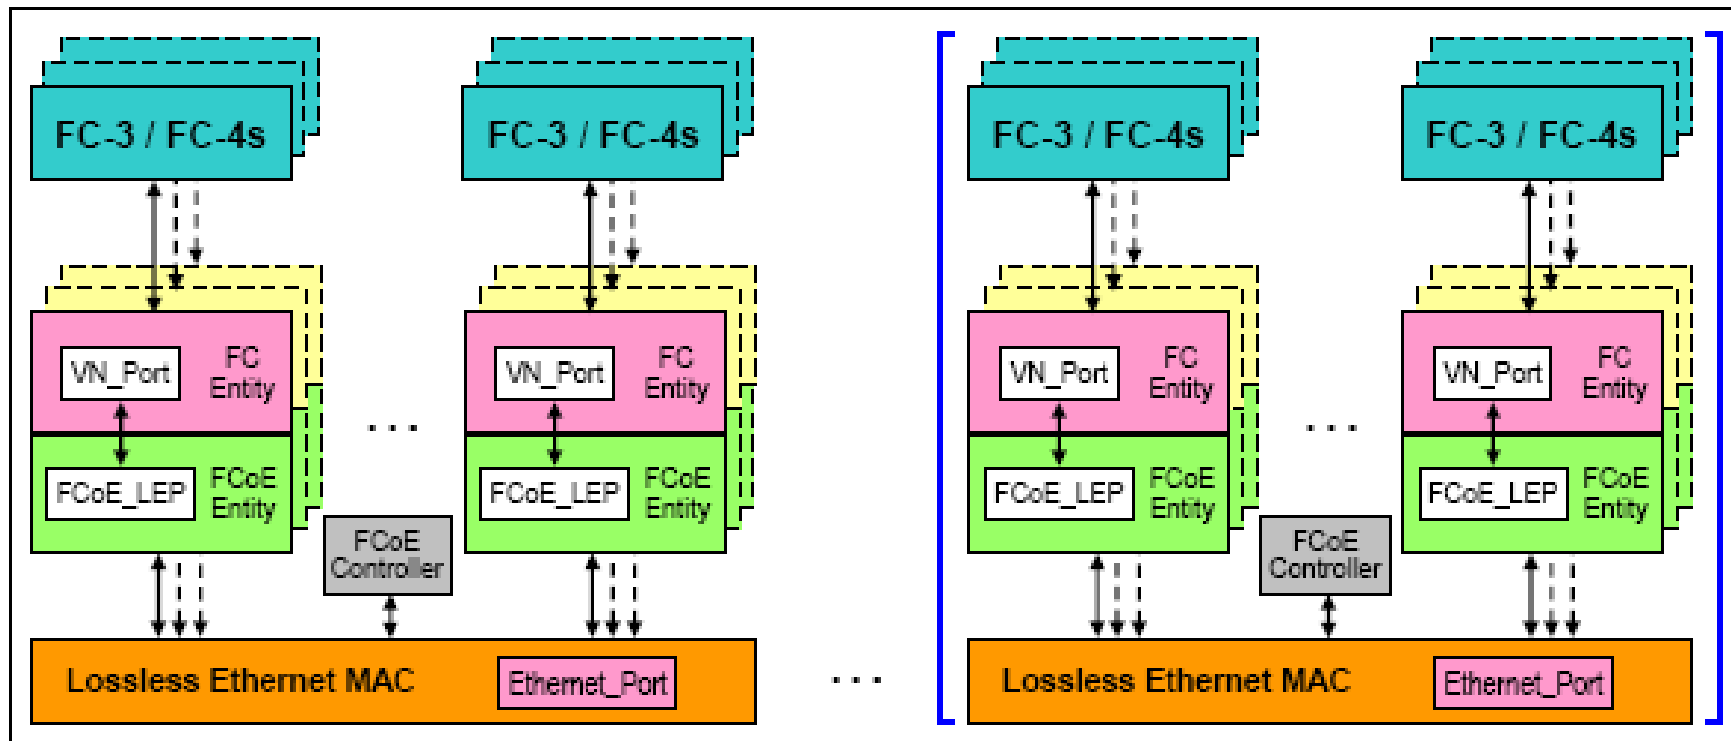 FC-3 / FC-4s
FC-3 / FC-4s
FC-3 / FC-4s
FC-3 / FC-4s
VN_Port
FC
Entity
VN_Port
FC
Entity
VN_Port
FC
Entity
VN_Port
FC
Entity
...
...
FCoE_LEP
FCoE
Entity
FCoE_LEP
FCoE
Entity
FCoE_LEP
FCoE
Entity
FCoE_LEP
FCoE
Entity
FCoE
Controller
FCoE
Controller
Lossless Ethernet MAC
Ethernet_Port
...
Lossless Ethernet MAC
Ethernet_Port